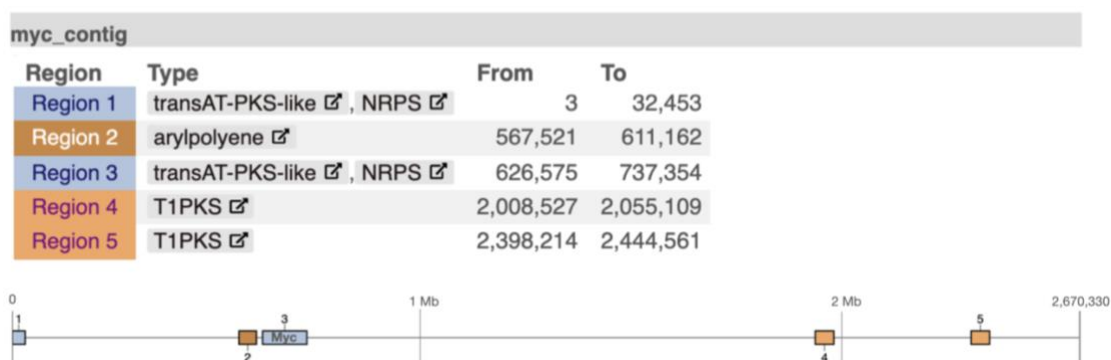 myc_contig
Region Type From To
Region 1 transAT-PKS-like , NRPS 3 32,453
Region 2 arylpolyene 567,521 611,162
Region 3 transAT-PKS-like , NRPS 626,575 737,354
Region 4 T1PKS 2,008,527 2,055,109
Region 5 T1PKS 2,398,214 2,444,561
0 1 Mb 2 Mb 2,670,330
1 3 5
Myc
2 4